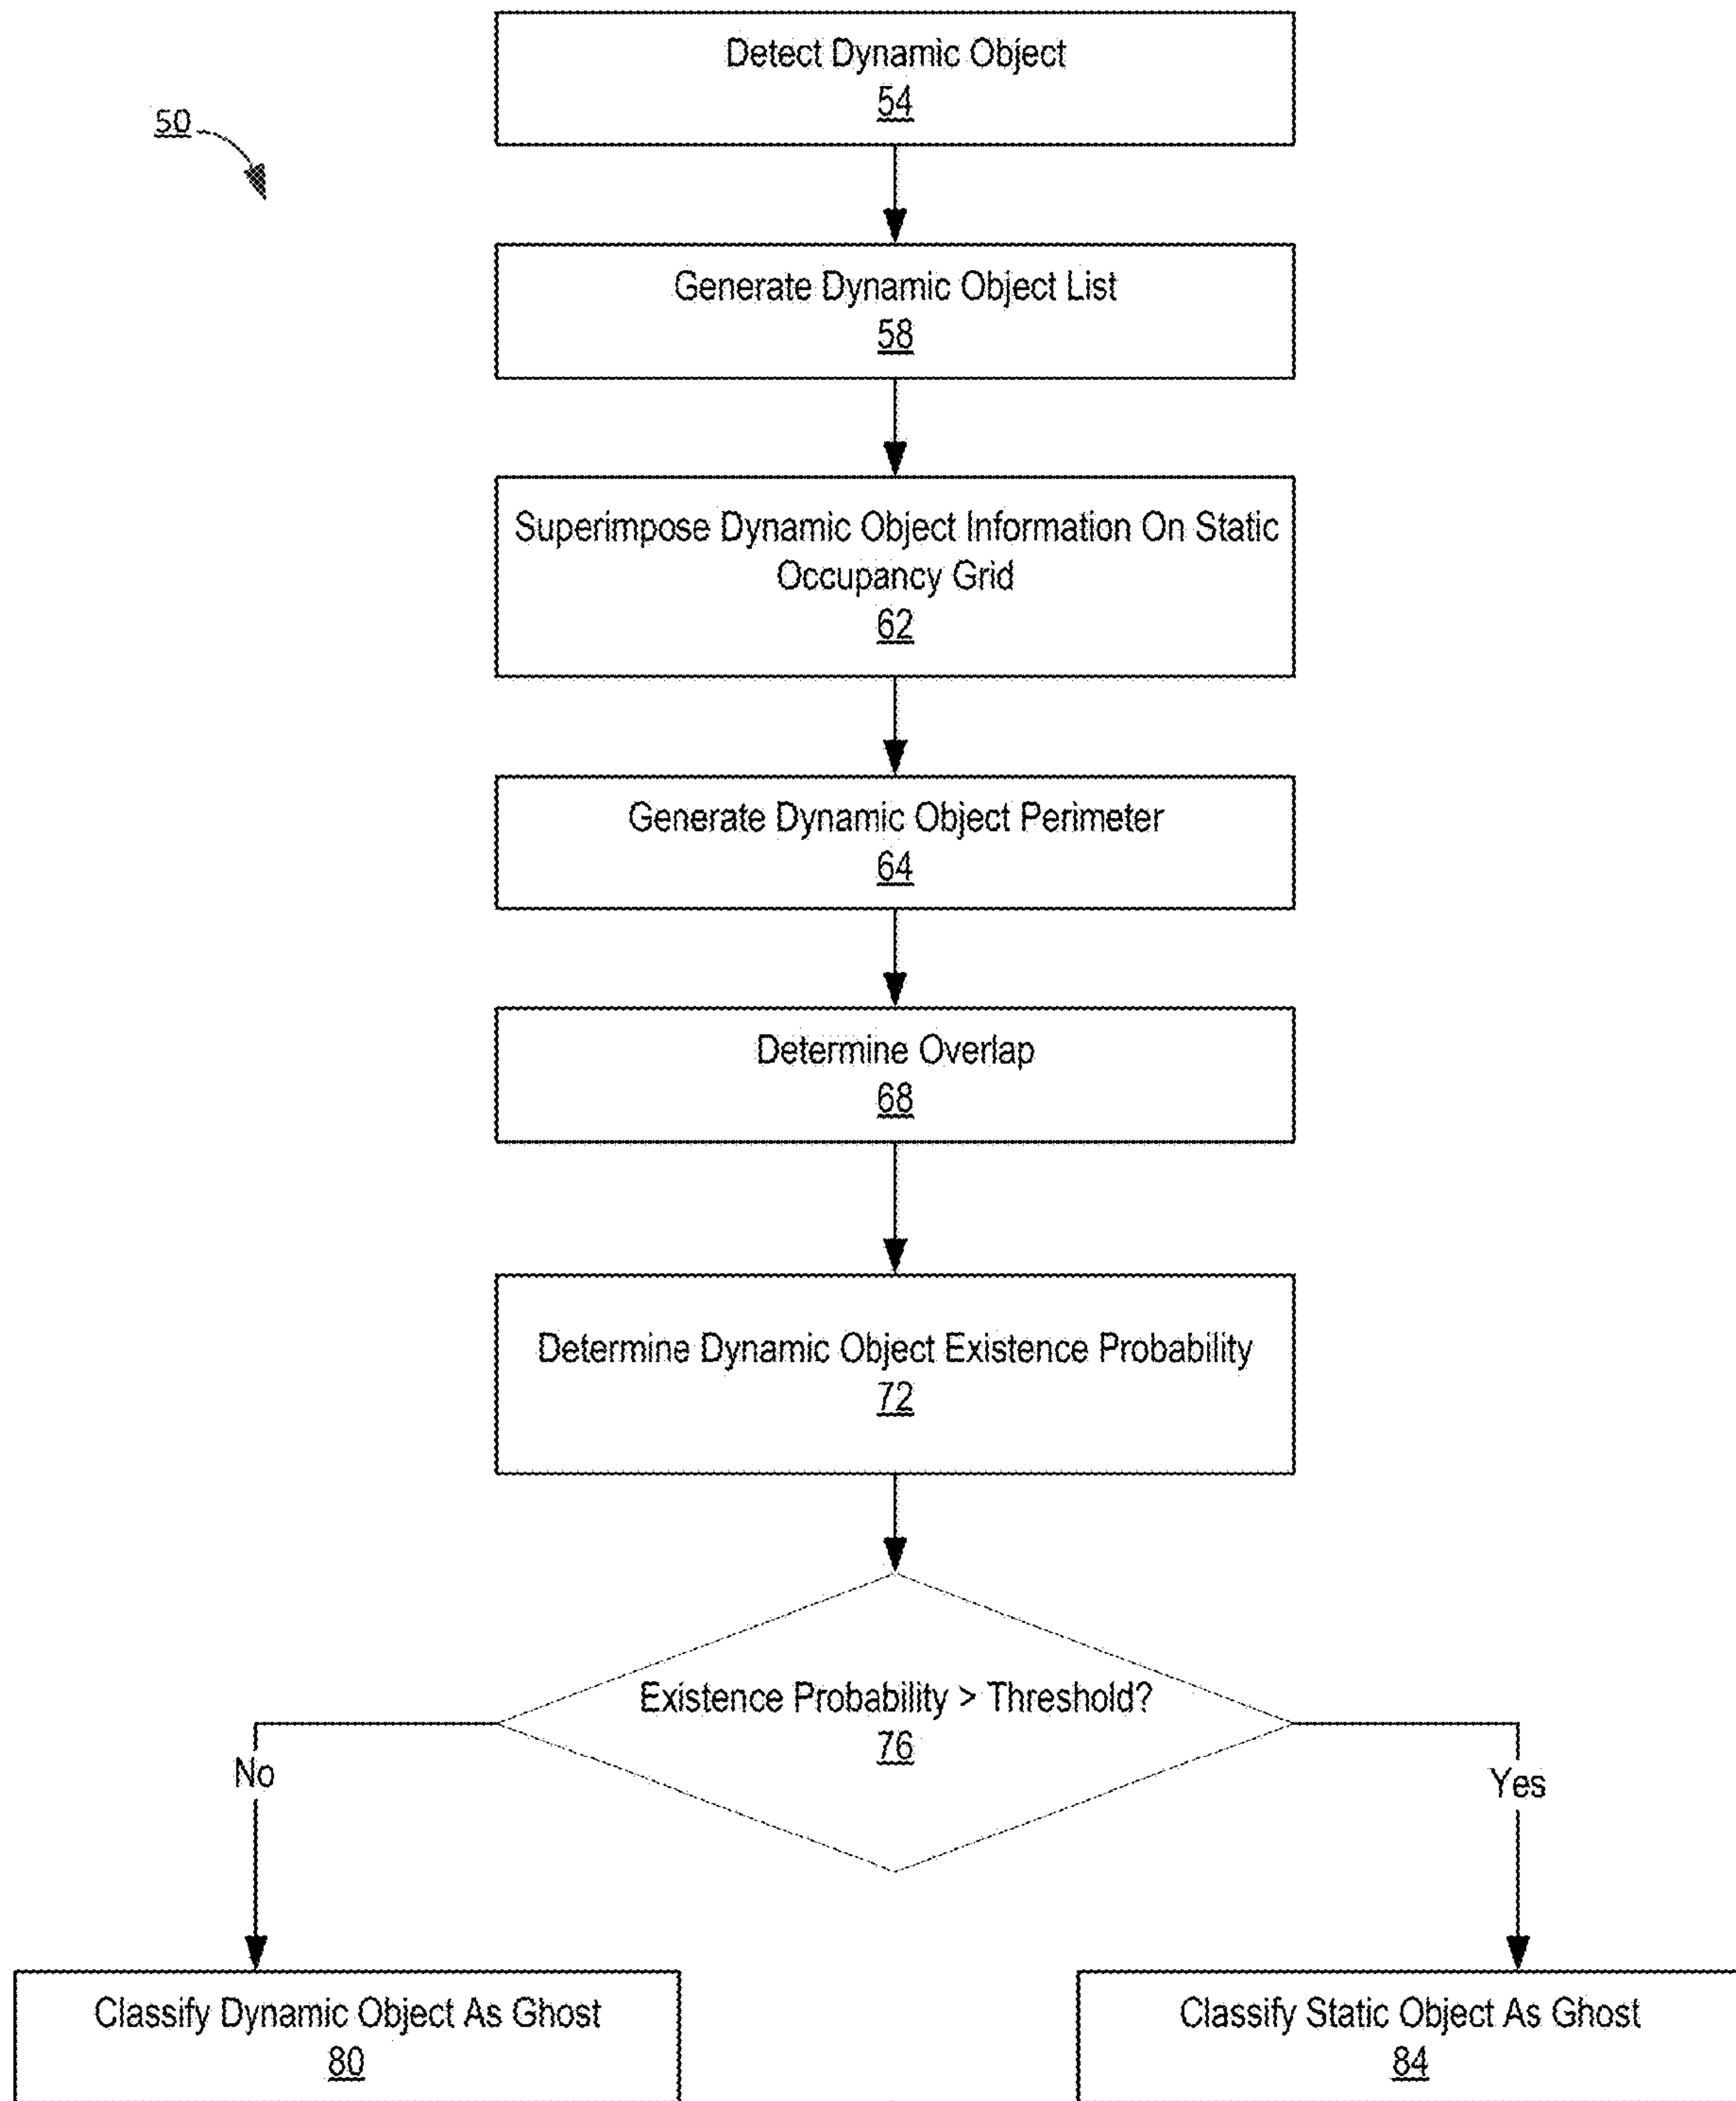 Detect Dynamic Object
54
50
Generate Dynamic Object List
58
Superimpose Dynamic Object Information On Static
Occupancy Grid
62
Generate Dynamic Object Perimeter
64
Determine Overlap
68
Determine Dynamic Object Existence Probability
72
Existence Probability > Threshold?
76
No
Yes
Classify Dynamic Object As Ghost
80
Classify Static Object As Ghost
84